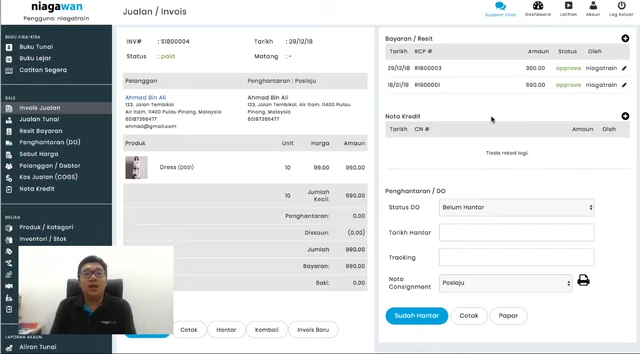 niagawan
Pengguna: niagatrain
Jualan / Invois
Support Chat
Dashboard
Latihan
Akaun
Log Keluar
BUKU KIRA-KIRA
Buku Tunai
Buku Lejar
Catitan Segera
SALE
Invois Jualan
Jualan Tunai
Resit Bayaran
Penghantaran (DO)
Sebut Harga
Pelanggan / Debtor
Kos Jualan (COGS)
Nota Kredit
BELIAN
Produk / Kategori
Inventori / Stok
LAPORAN AKAUN
Aliran Tunai
INV# : S1800004 Tarikh : 29/12/18
Status : paid Matang : -
Pelanggan Penghantaran : Poslaju
Ahmad Bin Ali
123, Jalan Tembikai
Air Itam, 11400 Pulau Pinang, Malaysia
60187366477
ahmad@gmail.com
Ahmad Bin Ali
123, Jalan Tembikai, Air Itam, 11400 Pulau
Pinang, Malaysia
60187366477
Produk Unit Harga Amaun
Dress (D001) 10 99.00 990.00
10 Jumlah Kecil: 990.00
Penghantaran: 0.00
Diskaun: (0.00)
Jumlah 990.00
Bayaran: 990.00
Baki: 0.00
Cetak
Hantar
Kembali
Invois Baru
Bayaran / Resit
Tarikh RCP # Amaun Status Oleh
29/12/18 R1800003 300.00 approve niagatrain
18/01/19 R1900001 690.00 approve niagatrain
Nota Kredit
Tarikh CN # Amaun Oleh
Tiada rekod lagi.
Penghantaran / DO
Status DO Belum Hantar
Tarikh Hantar
Tracking
Nota Consignment Poslaju
Sudah Hantar
Cetak
Papar